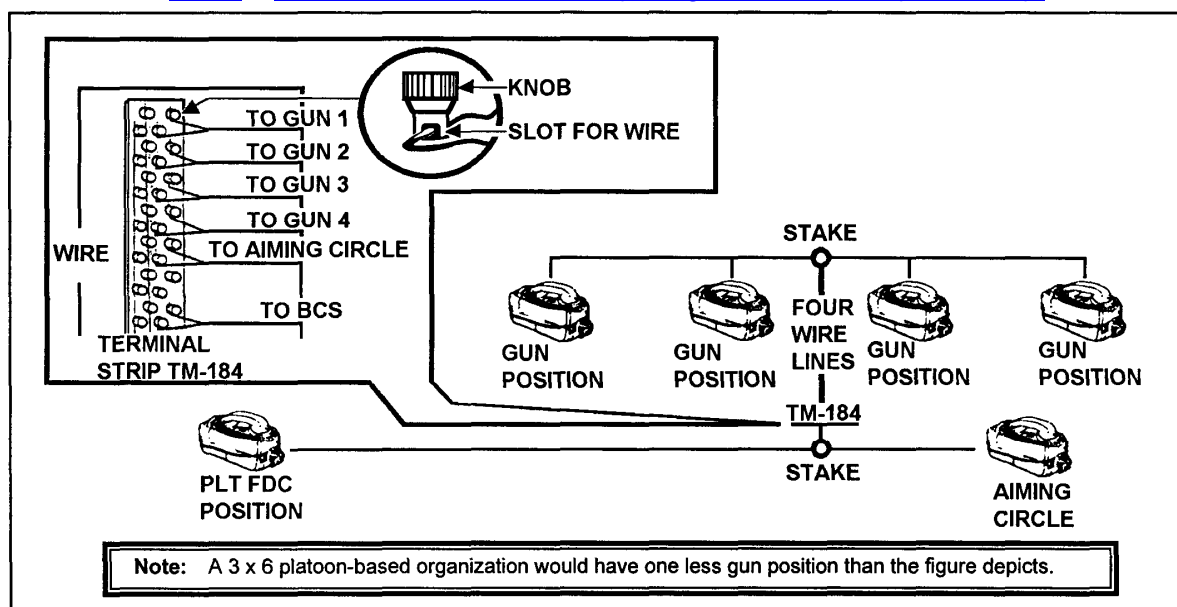 KNOB
SLOT FOR WIRE
TO GUN 1
TO GUN 2
TO GUN 3
TO GUN 4
TO AIMING CIRCLE
TO BCS
WIRE
TERMINAL
STRIP TM-184
STAKE
FOUR
WIRE
LINES
GUN
POSITION
GUN
POSITION
GUN
POSITION
GUN
POSITION
TM-184
STAKE
PLT FDC
POSITION
AIMING
CIRCLE
Note: A 3 x 6 platoon-based organization would have one less gun position than the figure depicts.